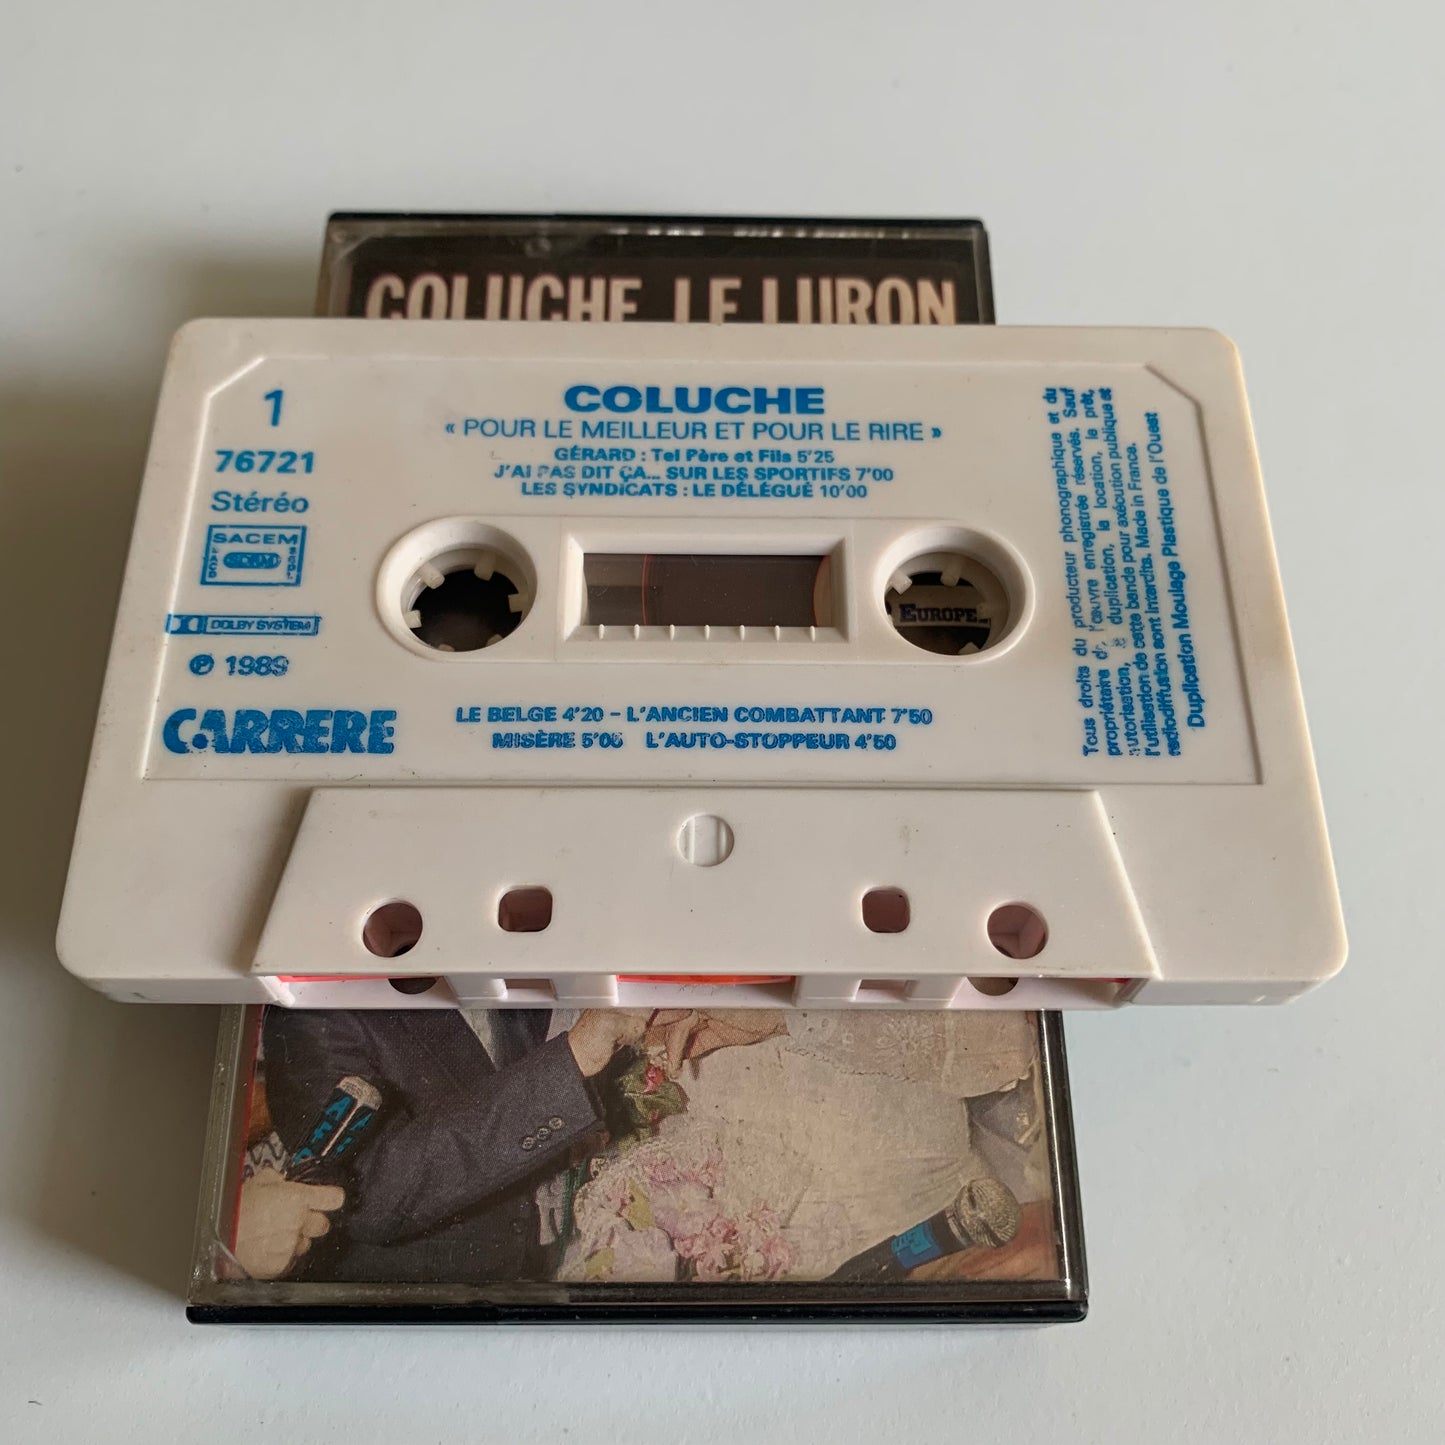 COLUCHE LE LURON
1
76721
Stéréo
SACEM
DOLBY SYSTEM
℗ 1989
CARRERE
COLUCHE
« POUR LE MEILLEUR ET POUR LE RIRE »
GÉRARD : Tel Père et Fils 5'25
J'AI PAS DIT ÇA... SUR LES SPORTIFS 7'00
LES SYNDICATS : LE DÉLÉGUÉ 10'00
EUROPE
LE BELGE 4'20 - L'ANCIEN COMBATTANT 7'50
MISÈRE 5'00 L'AUTO-STOPPEUR 4'50
Tous droits du producteur phonographique et du
propriétaire de l'œuvre enregistrée réservés. Sauf
autorisation, la duplication, la location, le prêt,
l'utilisation de cette bande pour exécution publique et
radiodiffusion sont interdits. Made in France.
Duplication Moulage Plastique de l'Ouest